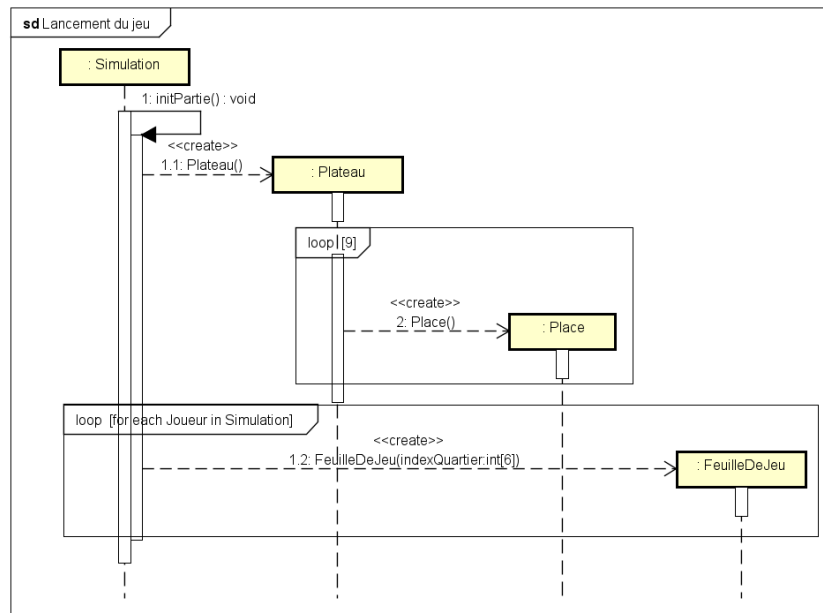 sd Lancement du jeu
: Simulation
1: initPartie() : void
<<create>>
1.1: Plateau()
: Plateau
loop [9]
<<create>>
2: Place()
: Place
loop [for each Joueur in Simulation]
<<create>>
1.2: FeuilleDeJeu(indexQuartier:int[6])
: FeuilleDeJeu